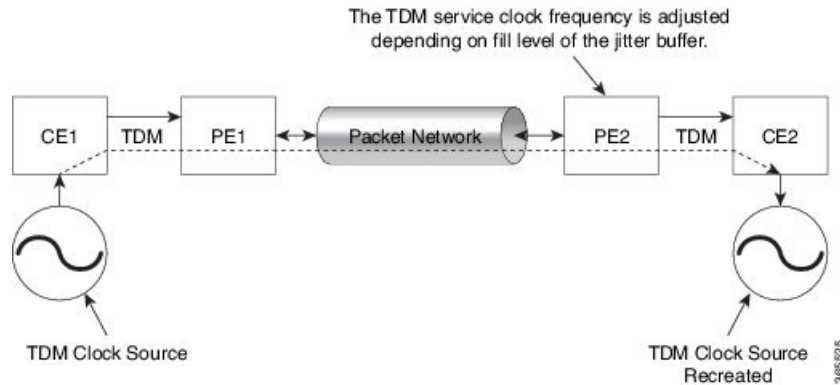 The TDM service clock frequency is adjusted
depending on fill level of the jitter buffer.
CE1
TDM
PE1
Packet Network
PE2
TDM
CE2
TDM Clock Source
TDM Clock Source
Recreated